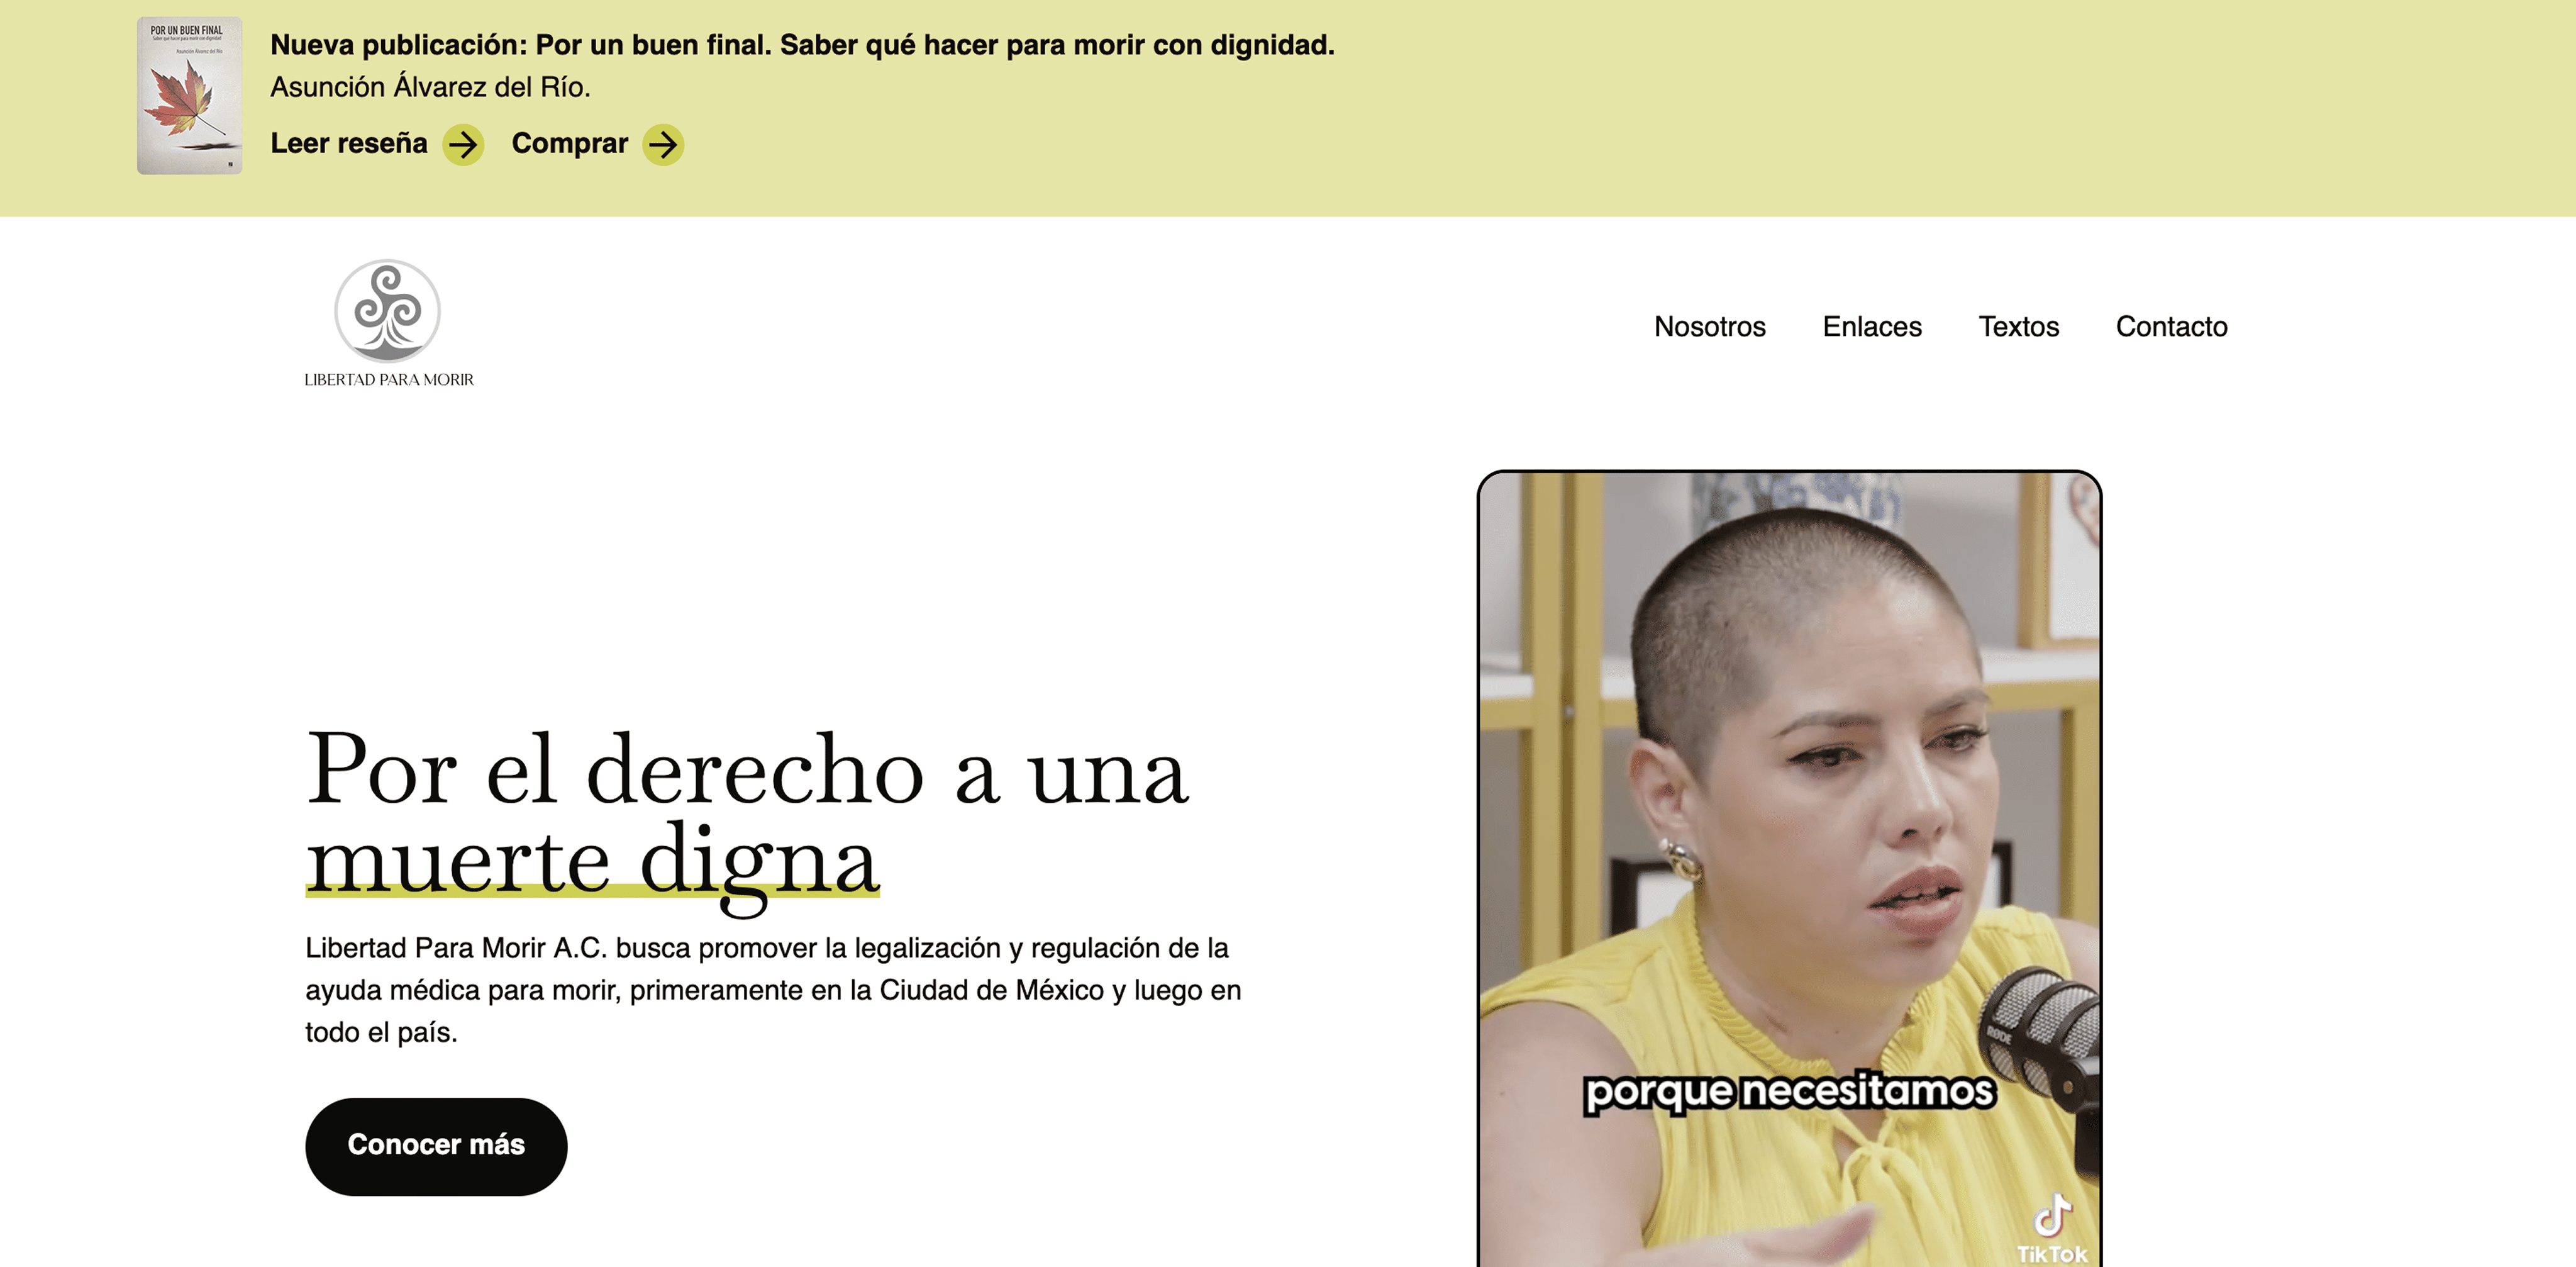 POR UN BUEN FINAL
Saber qué hacer para morir con dignidad
Asunción Álvarez del Río
Nueva publicación: Por un buen final. Saber qué hacer para morir con dignidad.
Asunción Álvarez del Río.
Leer reseña Comprar
LIBERTAD PARA MORIR
Nosotros Enlaces Textos Contacto
Por el derecho a una
muerte digna
Libertad Para Morir A.C. busca promover la legalización y regulación de la
ayuda médica para morir, primeramente en la Ciudad de México y luego en
todo el país.
Conocer más
RØDE
porque necesitamos
TikTok